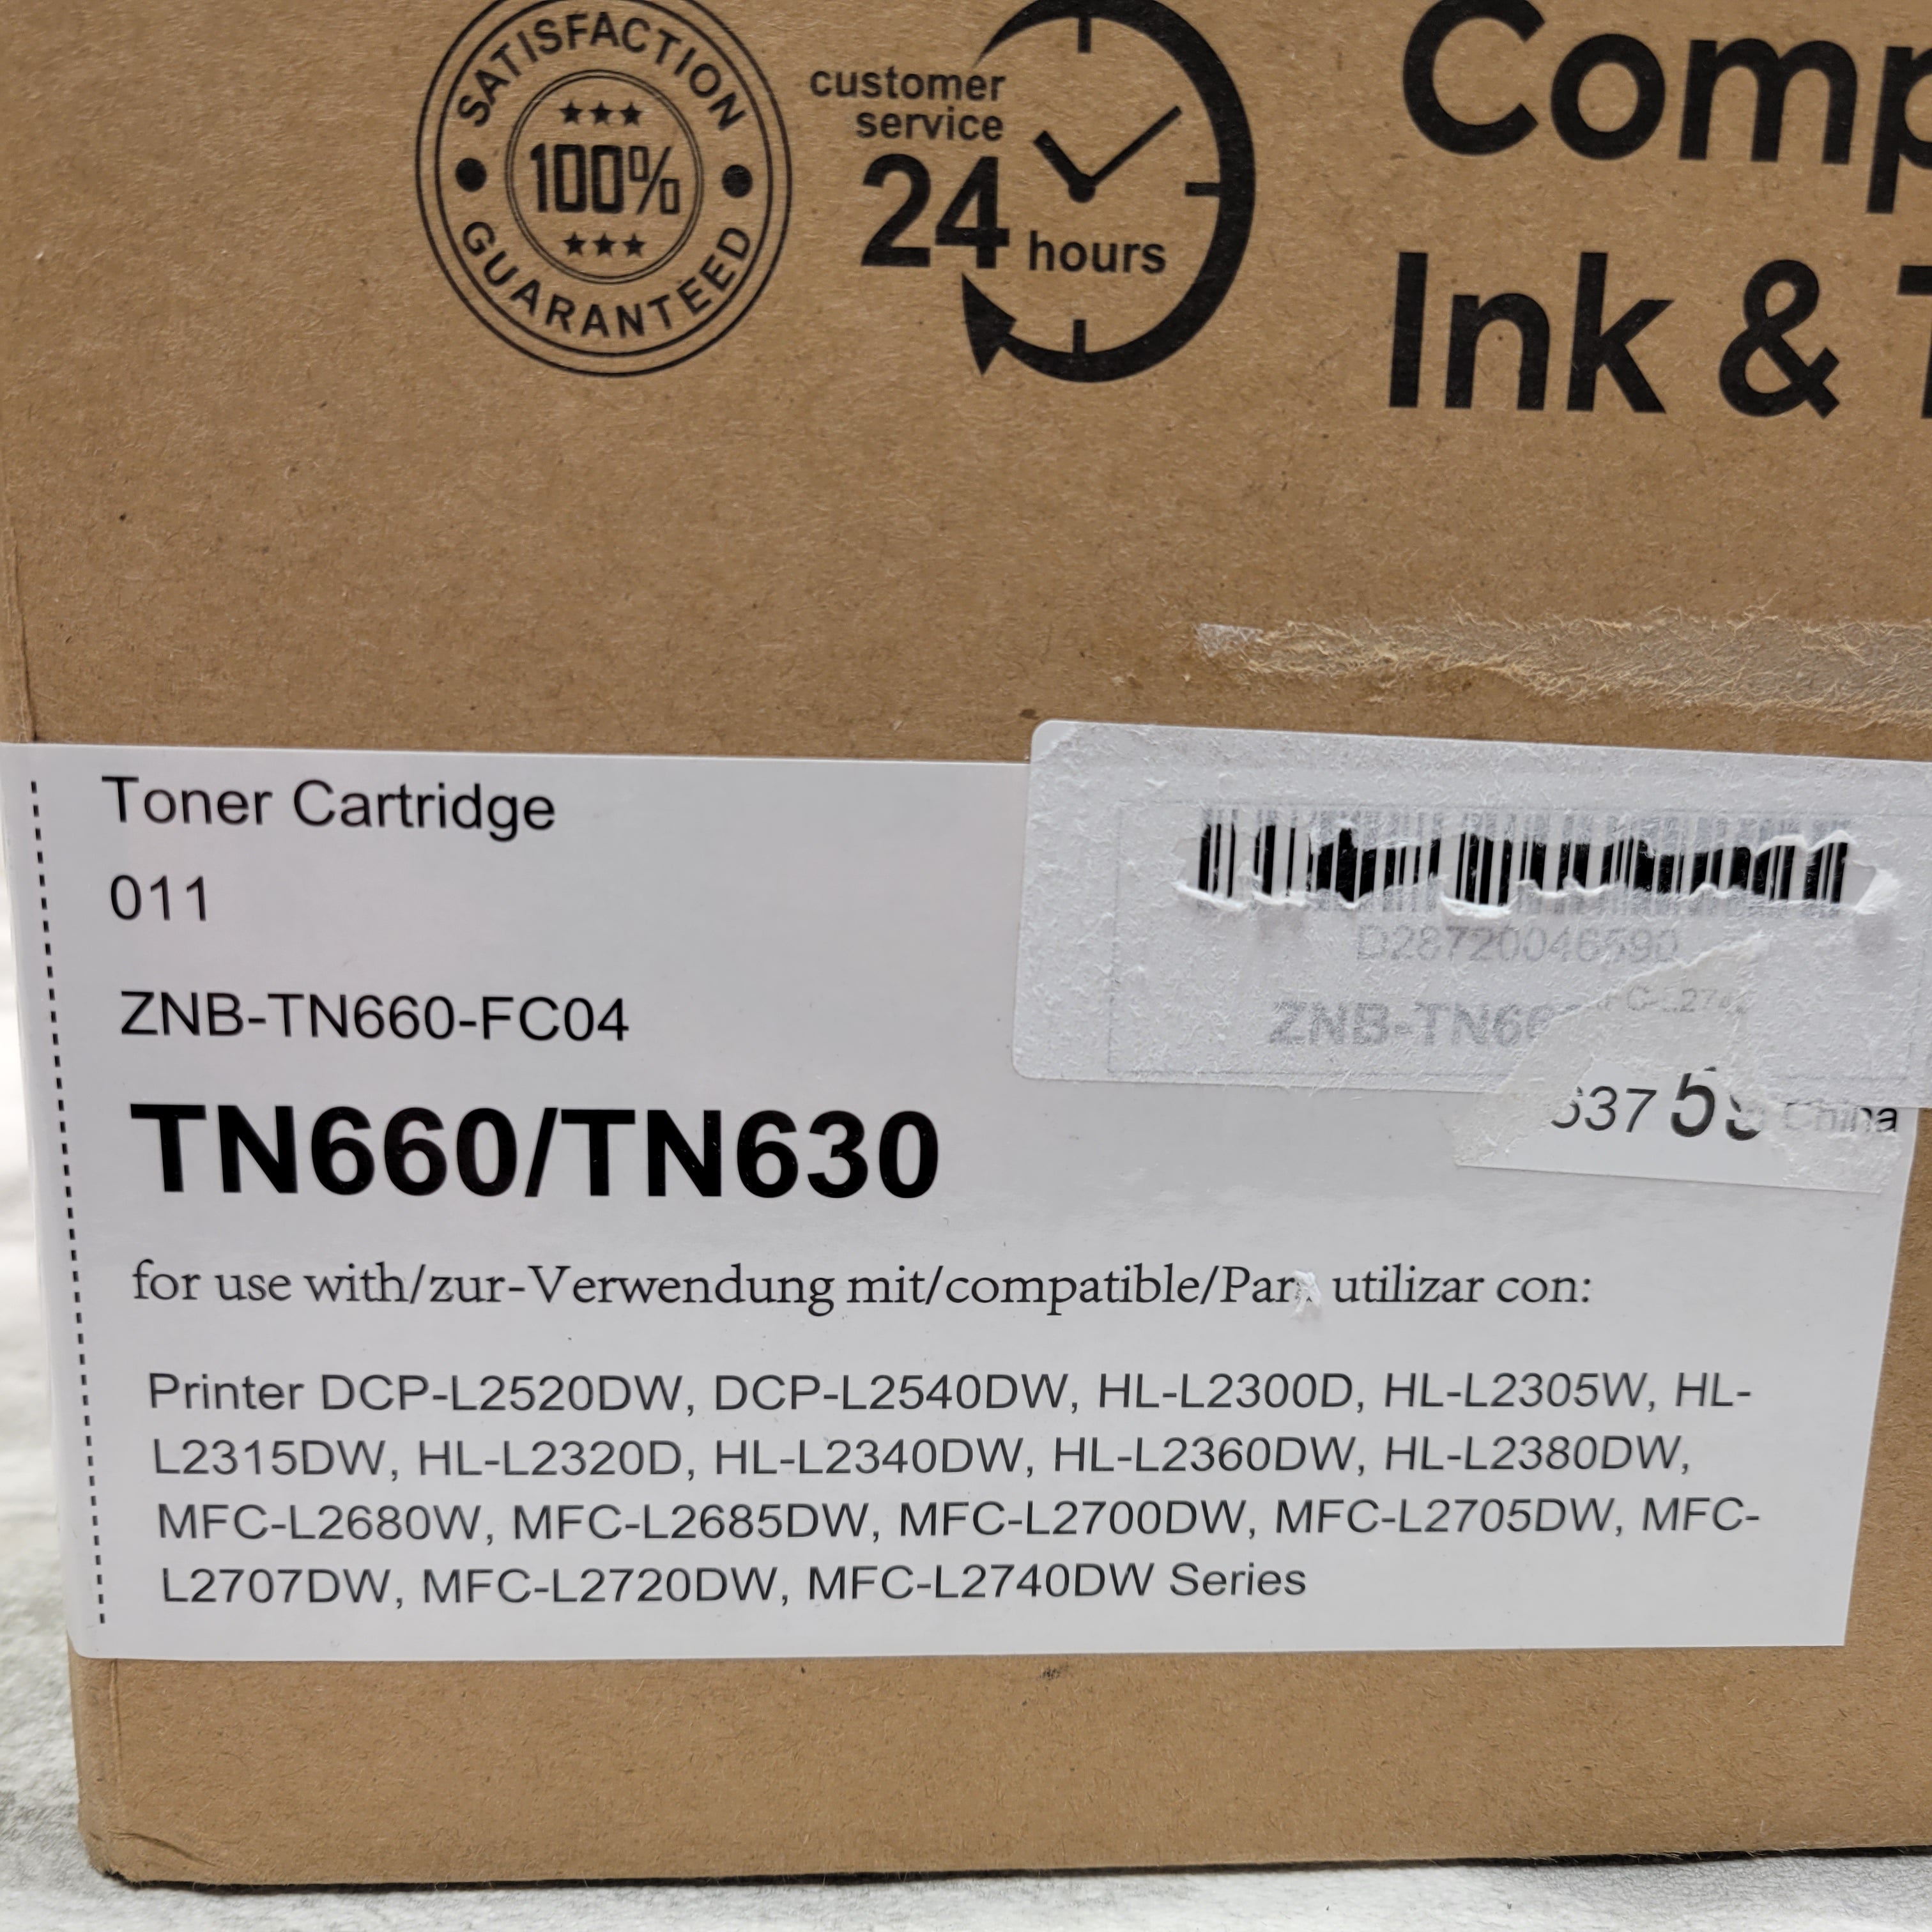 SATISFACTION
100%
GUARANTEED
customer
service
24 hours
Ink &
Toner Cartridge
011
ZNB-TN660-FC04
TN660/TN630
for use with/zur-Verwendung mit/compatible/Para utilizar con:
Printer DCP-L2520DW, DCP-L2540DW, HL-L2300D, HL-L2305W, HL-
L2315DW, HL-L2320D, HL-L2340DW, HL-L2360DW, HL-L2380DW,
MFC-L2680W, MFC-L2685DW, MFC-L2700DW, MFC-L2705DW, MFC-
L2707DW, MFC-L2720DW, MFC-L2740DW Series
D28720046590
China